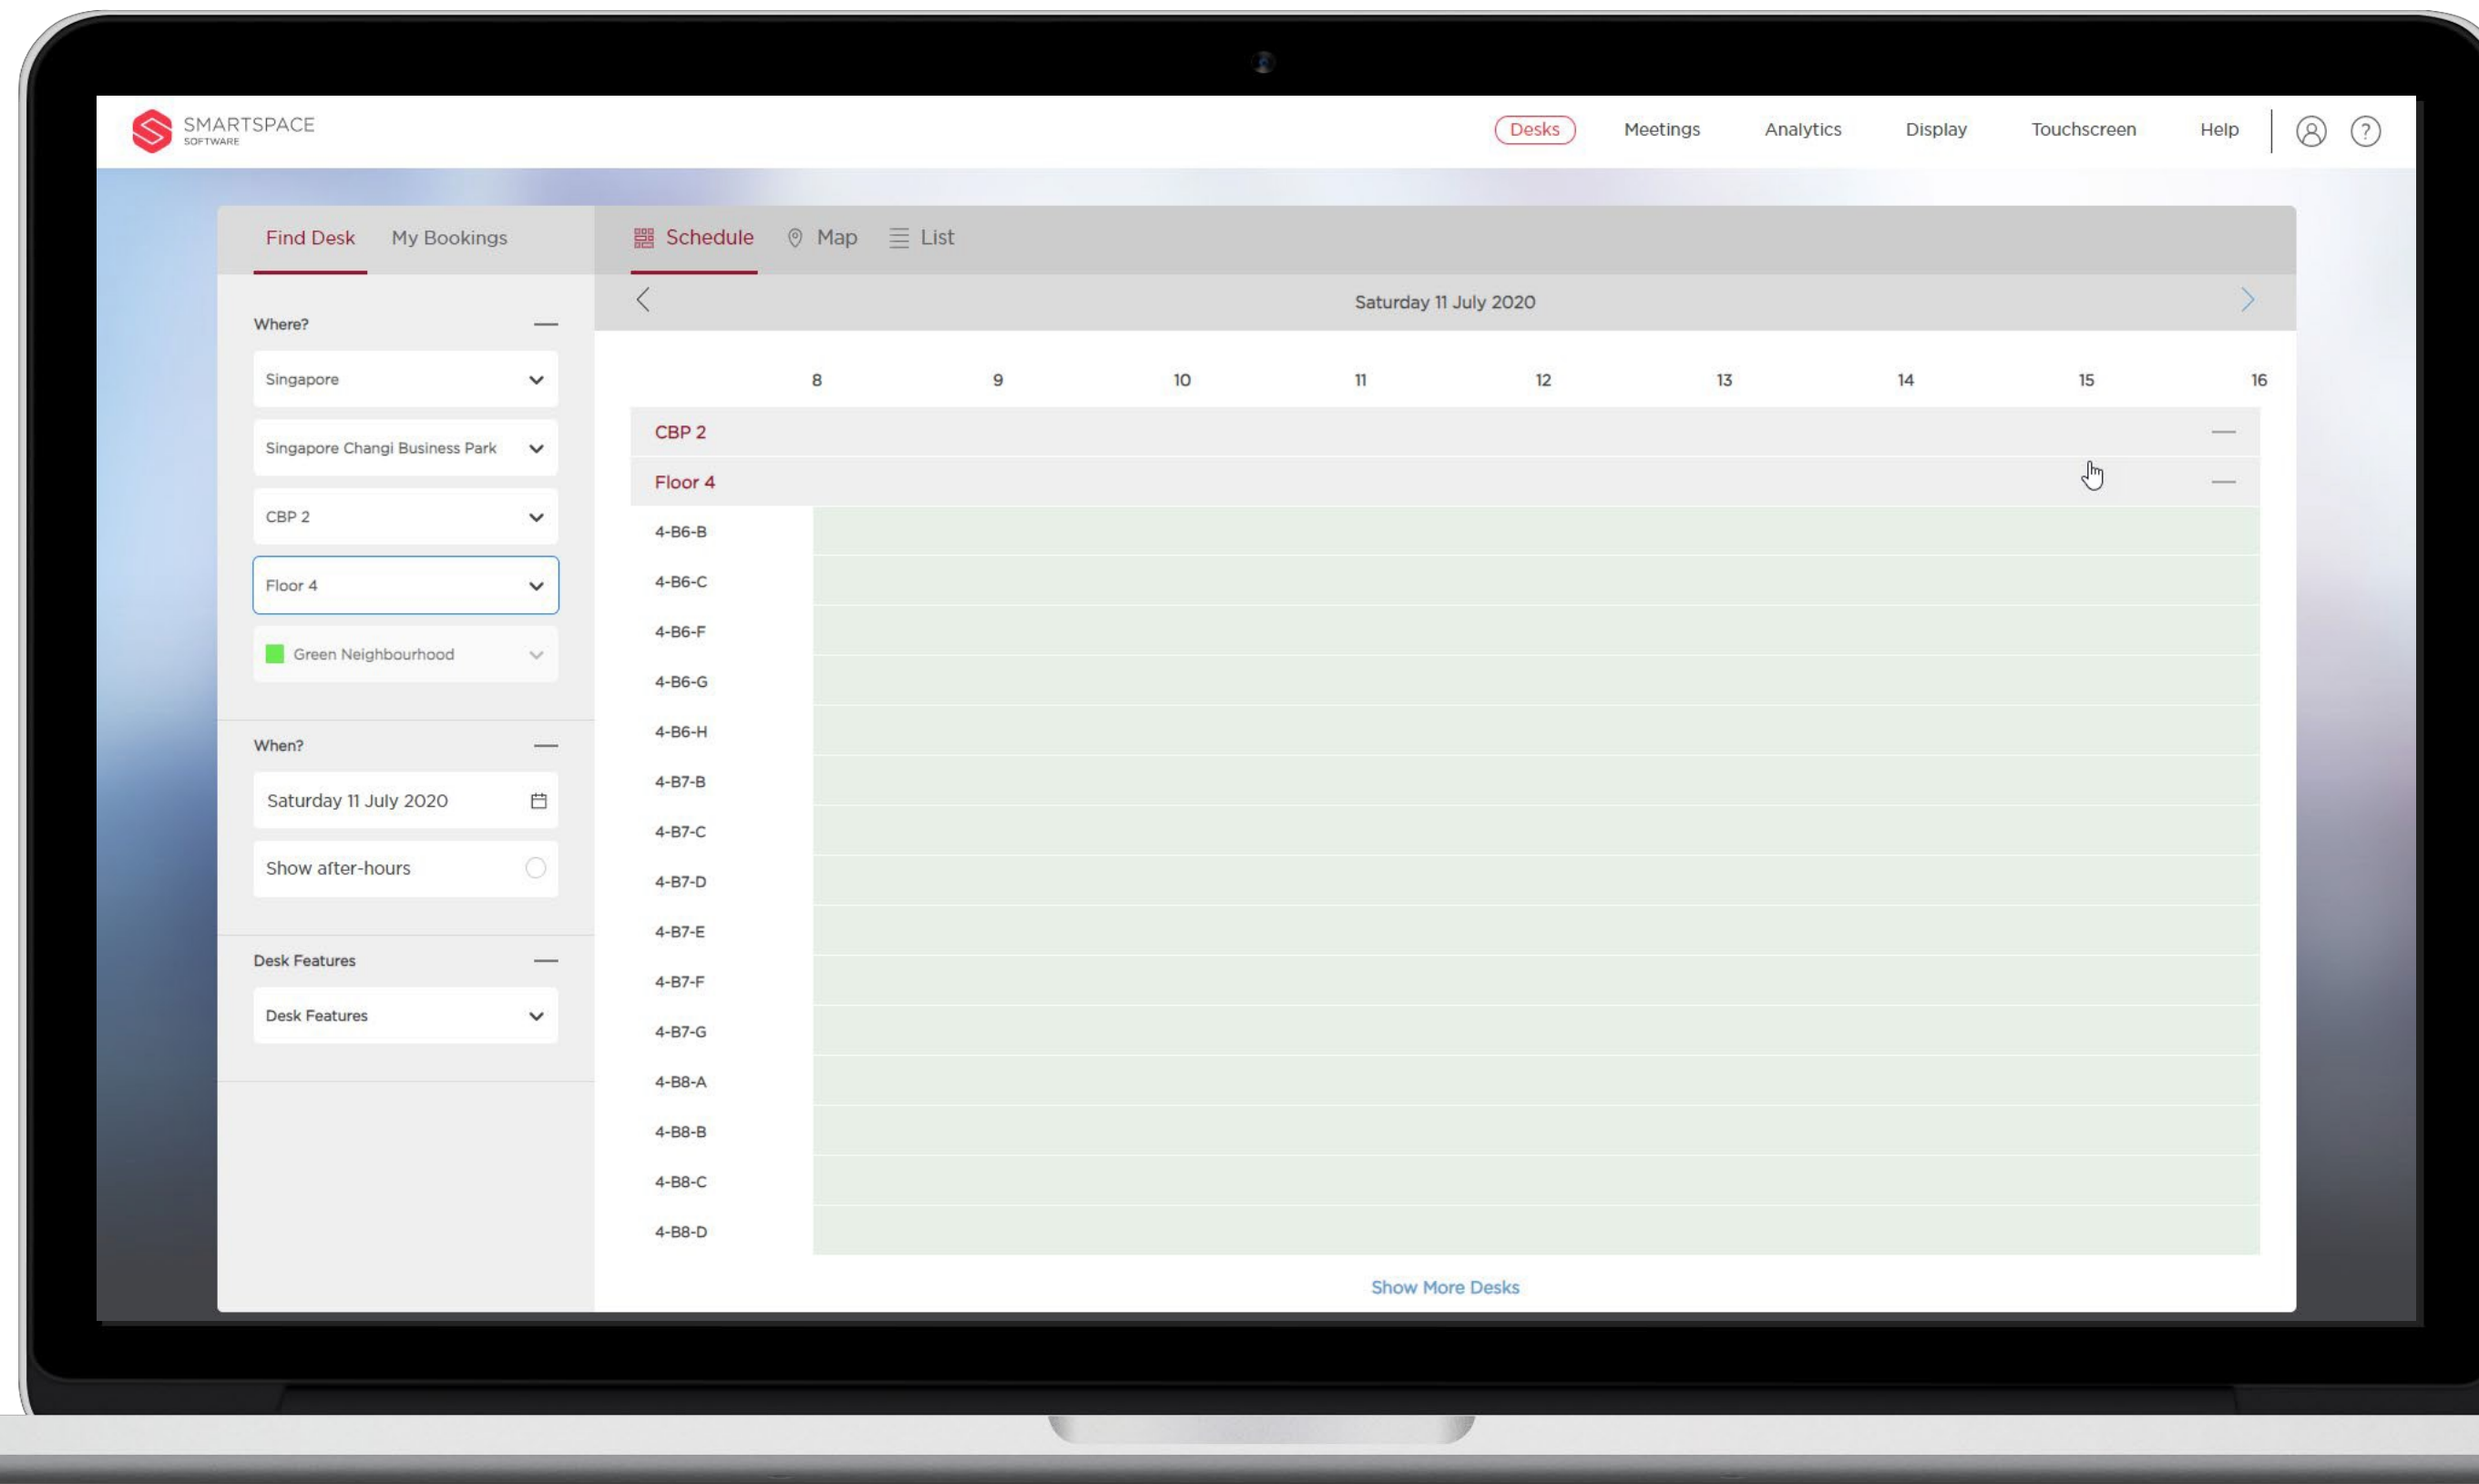 SMARTSPACE
SOFTWARE
Desks Meetings Analytics Display Touchscreen Help ?
Find Desk My Bookings
Schedule Map List
Saturday 11 July 2020
Where?
Singapore
Singapore Changi Business Park
CBP 2
Floor 4
Green Neighbourhood
When?
Saturday 11 July 2020
Show after-hours
Desk Features
Desk Features
8 9 10 11 12 13 14 15 16
CBP 2
Floor 4
4-B6-B
4-B6-C
4-B6-F
4-B6-G
4-B6-H
4-B7-B
4-B7-C
4-B7-D
4-B7-E
4-B7-F
4-B7-G
4-B8-A
4-B8-B
4-B8-C
4-B8-D
Show More Desks